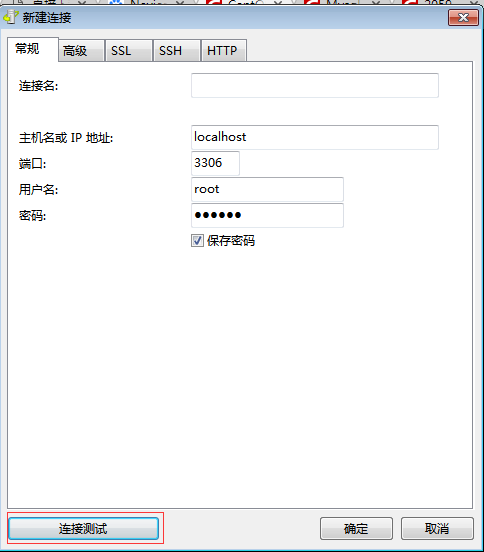 新建连接
常规 高级 SSL SSH HTTP
连接名:
主机名或 IP 地址: localhost
端口: 3306
用户名: root
密码: ●●●●●●
保存密码
连接测试 确定 取消